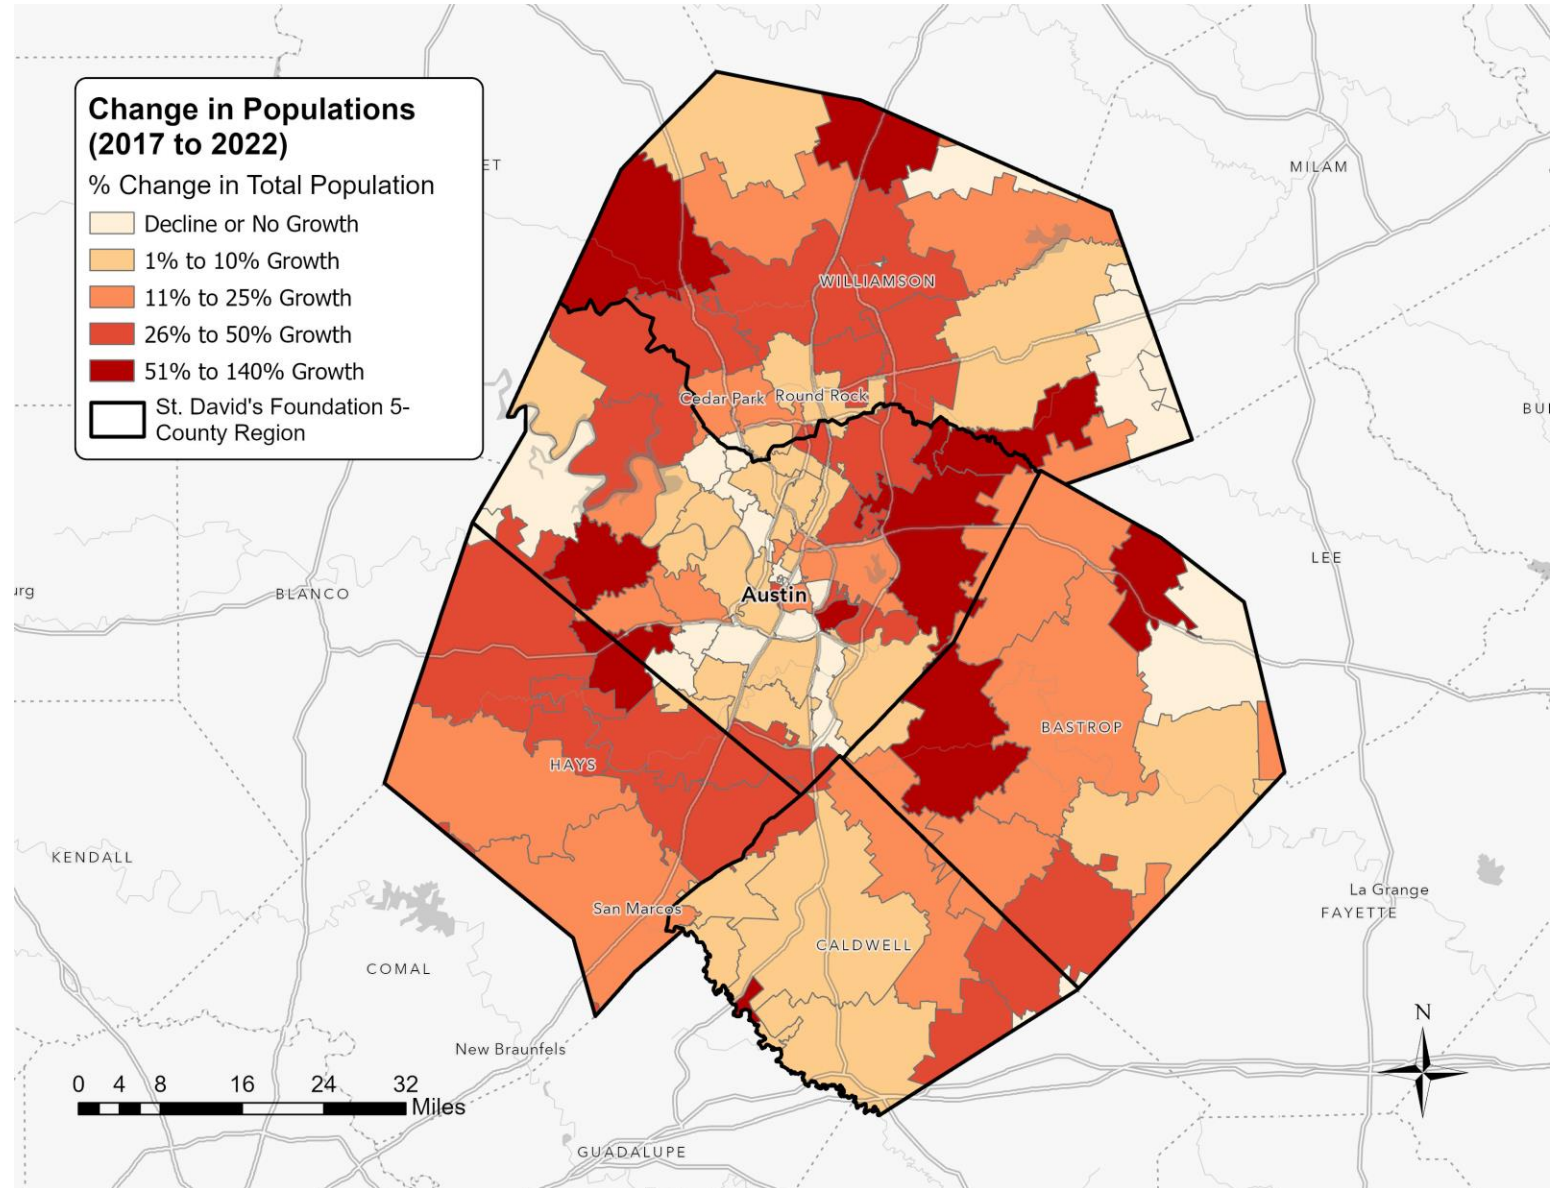 Change in Populations
(2017 to 2022)
% Change in Total Population
Decline or No Growth
1% to 10% Growth
11% to 25% Growth
26% to 50% Growth
51% to 140% Growth
St. David's Foundation 5-
County Region
ET
MILAM
WILLIAMSON
Cedar Park
Round Rock
BU
LEE
urg
BLANCO
Austin
BASTROP
HAYS
KENDALL
La Grange
FAYETTE
San Marcos
CALDWELL
COMAL
N
New Braunfels
0 4 8 16 24 32
Miles
GUADALUPE